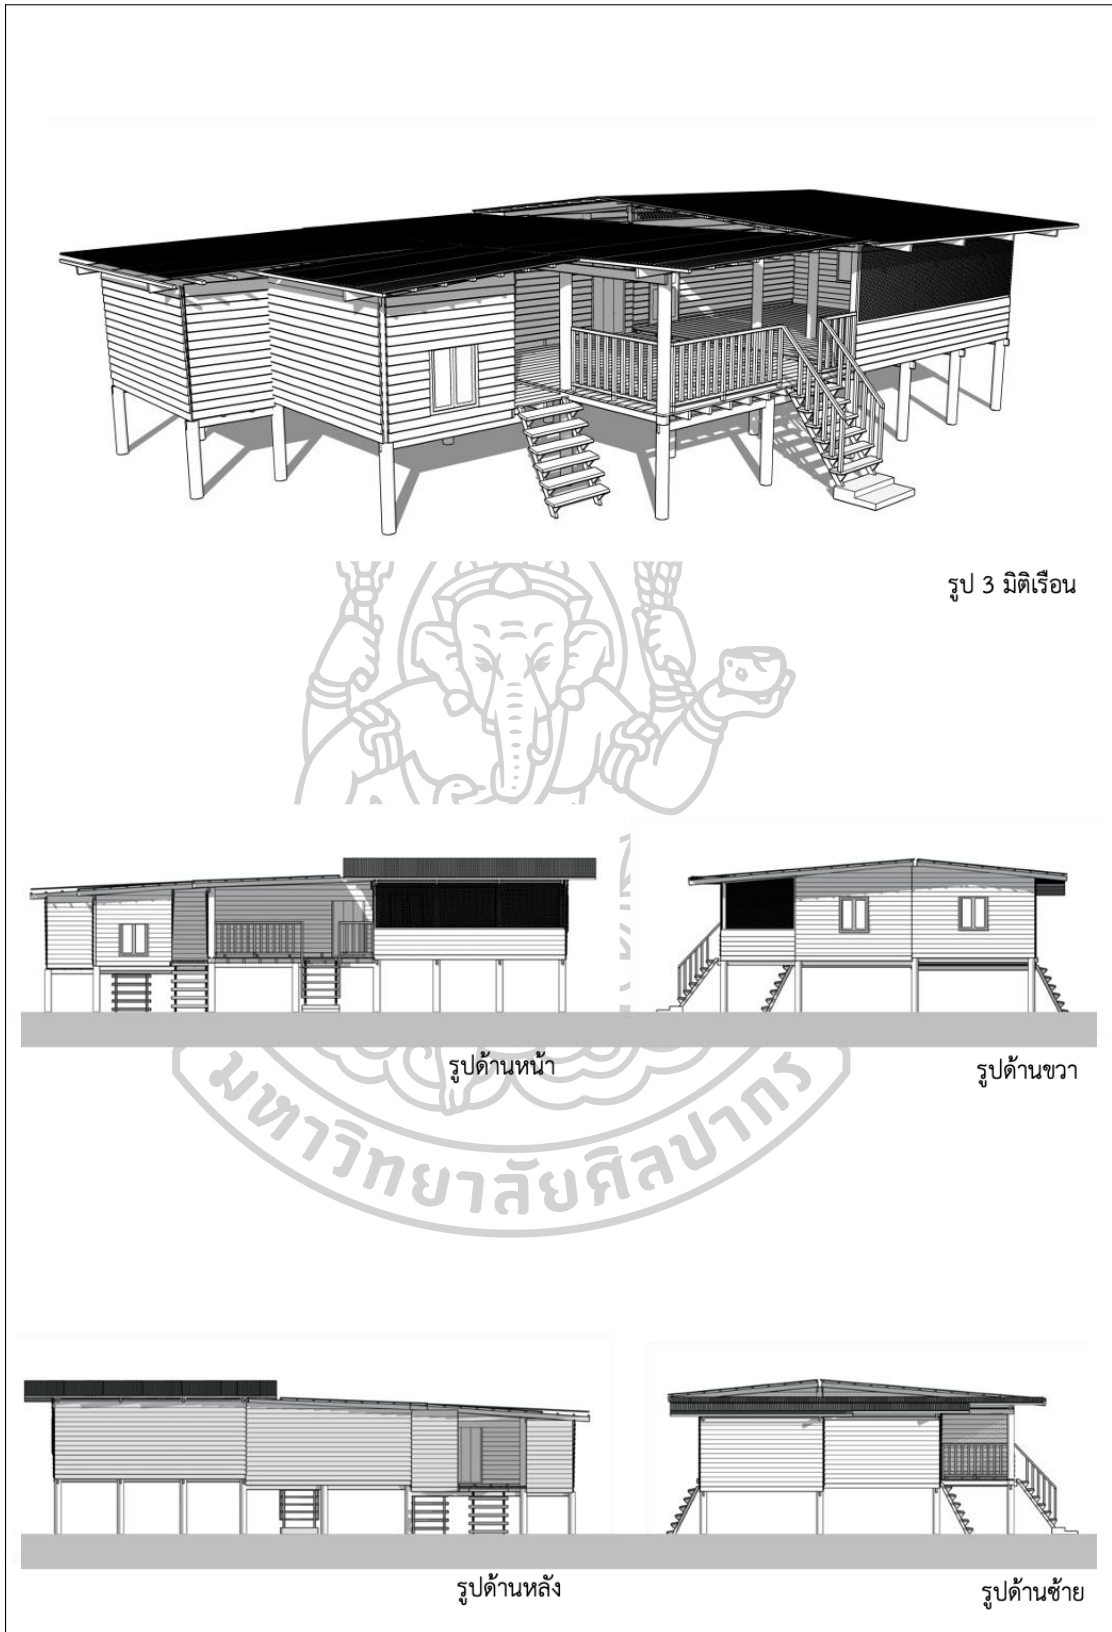 รูป 3 มิติเรือน
รูปด้านหน้า
รูปด้านขวา
มหาวิทยาลัยศิลปากร
รูปด้านหลัง
รูปด้านซ้าย